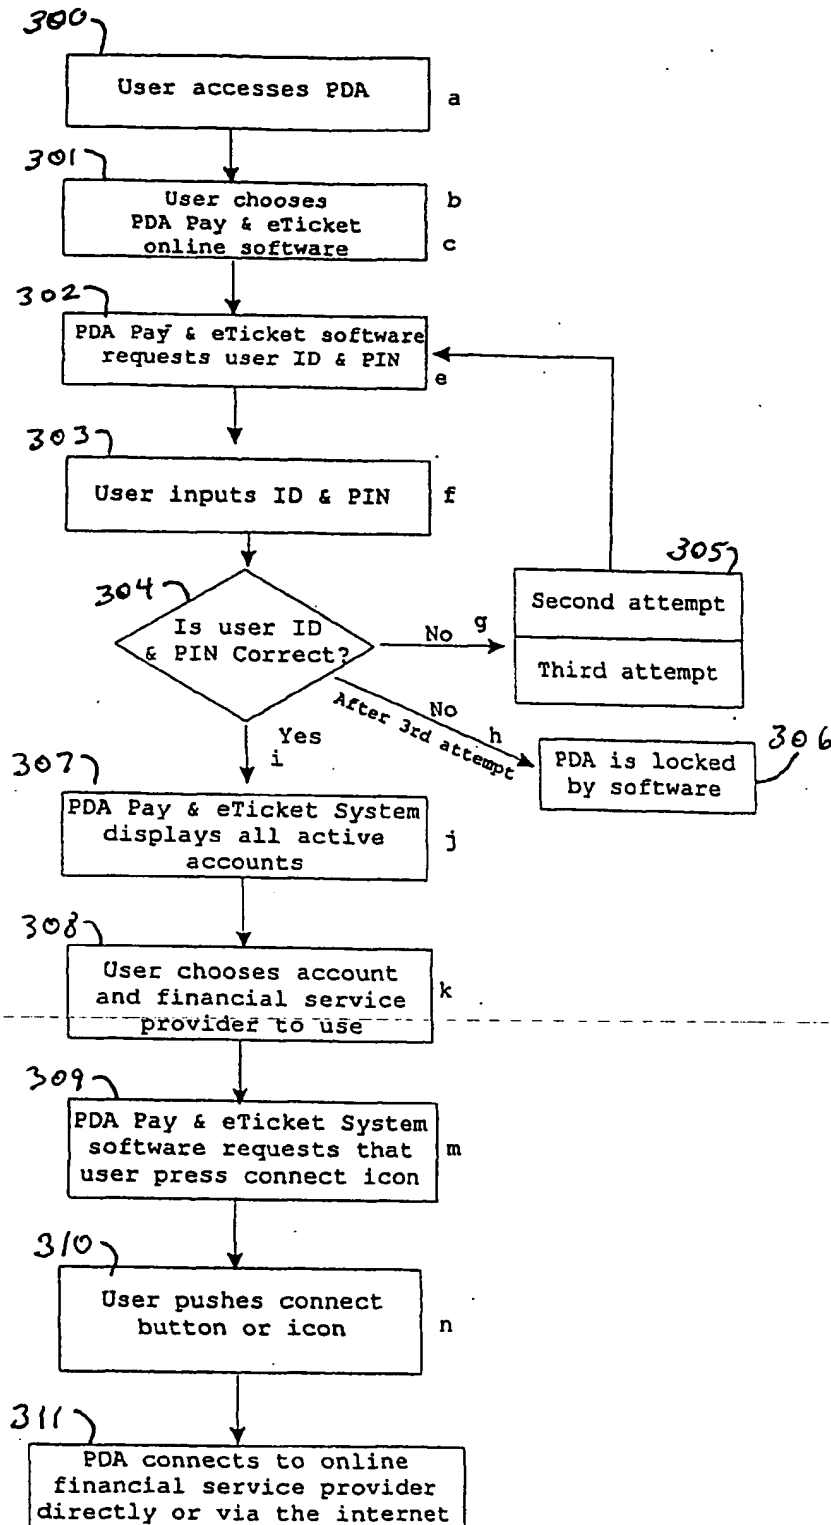 300
User accesses PDA
a
301
User chooses
b
PDA Pay & eTicket
online software
c
302
PDA Pay & eTicket software
requests user ID & PIN
e
303
User inputs ID & PIN
f
304
Is user ID
& PIN Correct?
No
g
305
Second attempt
Third attempt
No
h
After 3rd attempt
306
PDA is locked
by software
Yes
i
307
PDA Pay & eTicket System
displays all active
accounts
j
308
User chooses account
and financial service
provider to use
k
309
PDA Pay & eTicket System
software requests that
user press connect icon
m
310
User pushes connect
button or icon
n
311
PDA connects to online
financial service provider
directly or via the internet